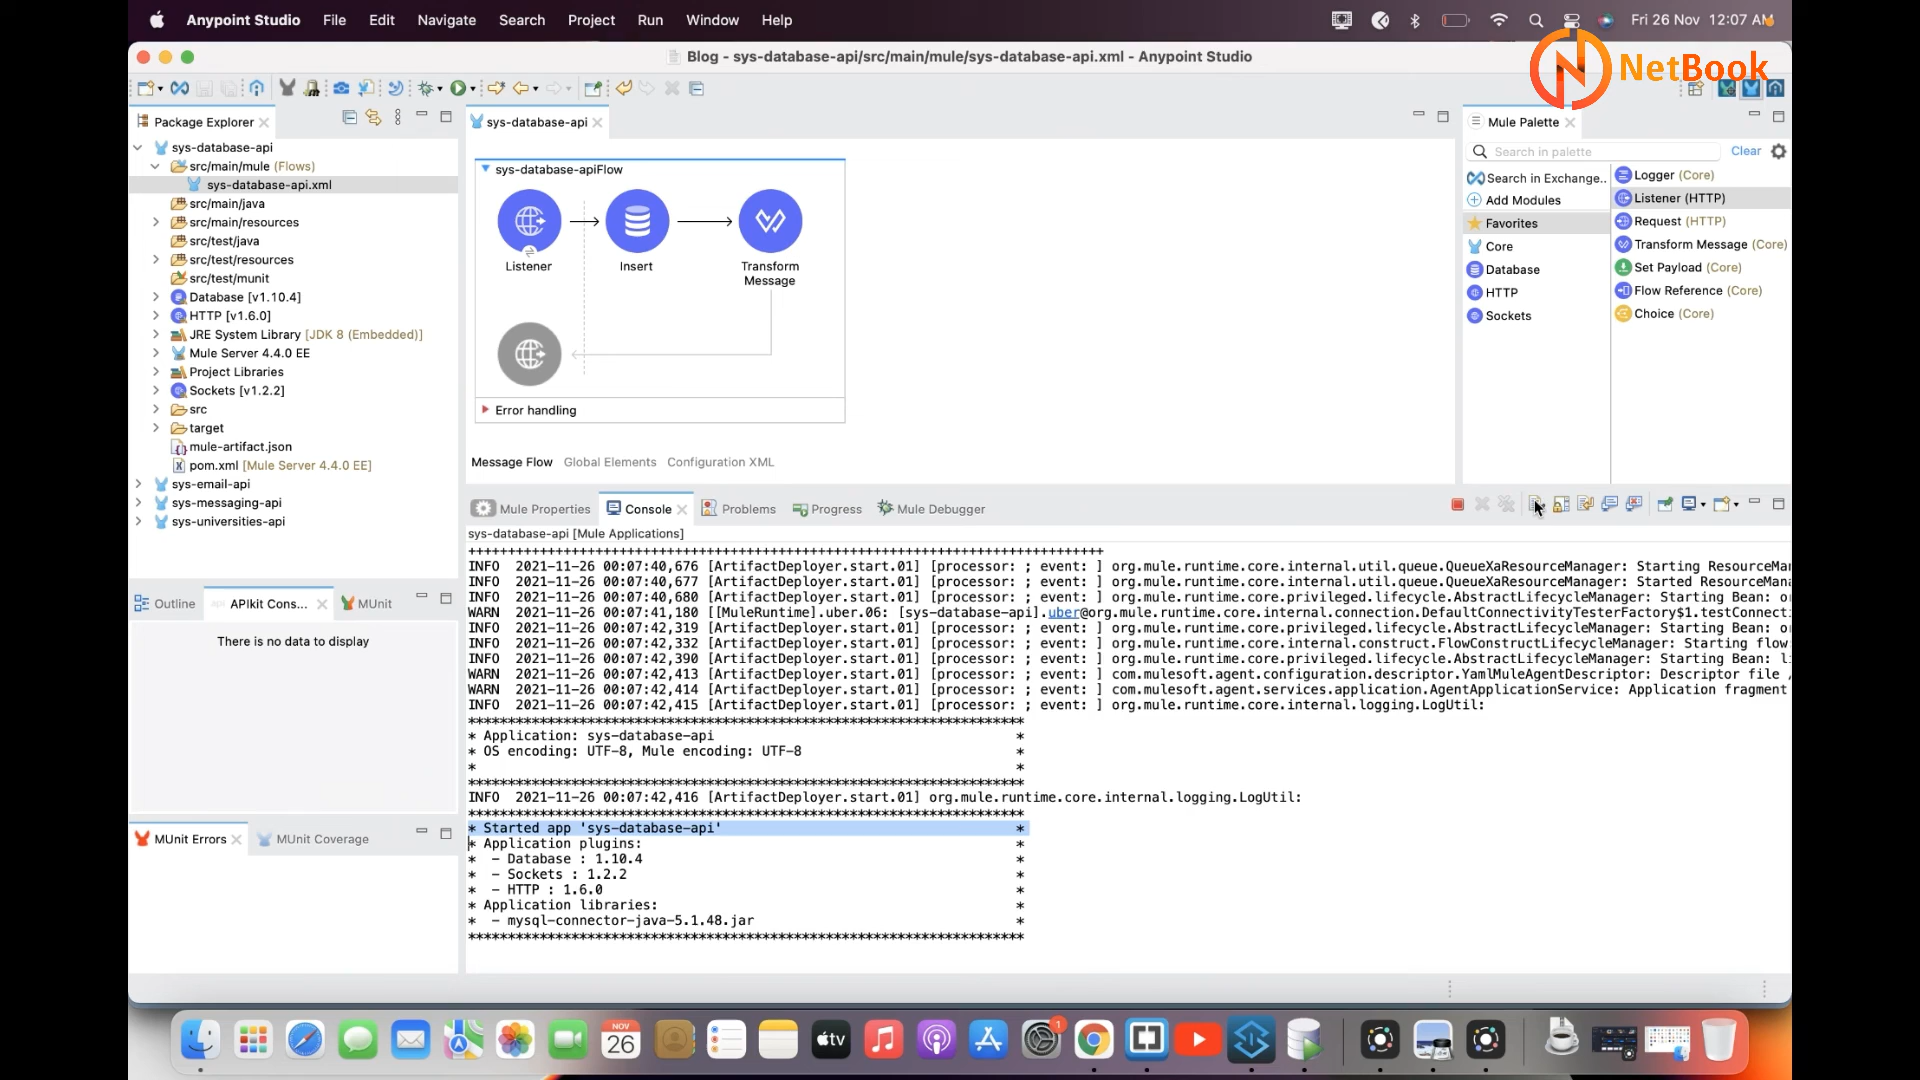 Anypoint Studio File Edit Navigate Search Project Run Window Help
Fri 26 Nov 12:07 AM
Blog - sys-database-api/src/main/mule/sys-database-api.xml - Anypoint Studio
NetBook
Package Explorer
sys-database-api
src/main/mule (Flows)
sys-database-api.xml
src/main/java
src/main/resources
src/test/java
src/test/resources
src/test/munit
Database [v1.10.4]
HTTP [v1.6.0]
JRE System Library [JDK 8 (Embedded)]
Mule Server 4.4.0 EE
Project Libraries
Sockets [v1.2.2]
src
target
mule-artifact.json
pom.xml [Mule Server 4.4.0 EE]
sys-email-api
sys-messaging-api
sys-universities-api
sys-database-api
sys-database-apiFlow
Listener
Insert
Transform
Message
Error handling
Message Flow Global Elements Configuration XML
Mule Palette
Search in palette Clear
Search in Exchange..
Add Modules
Favorites
Core
Database
HTTP
Sockets
Logger (Core)
Listener (HTTP)
Request (HTTP)
Transform Message (Core)
Set Payload (Core)
Flow Reference (Core)
Choice (Core)
Outline APIkit Cons... MUnit
There is no data to display
MUnit Errors MUnit Coverage
Mule Properties Console Problems Progress Mule Debugger
sys-database-api [Mule Applications]
++++++++++++++++++++++++++++++++++++++++++++++++++++++++++++++++++++++++++++++++
INFO 2021-11-26 00:07:40,676 [ArtifactDeployer.start.01] [processor: ; event: ] org.mule.runtime.core.internal.util.queue.QueueXaResourceManager: Starting ResourceMa
INFO 2021-11-26 00:07:40,677 [ArtifactDeployer.start.01] [processor: ; event: ] org.mule.runtime.core.internal.util.queue.QueueXaResourceManager: Started ResourceMan
INFO 2021-11-26 00:07:40,680 [ArtifactDeployer.start.01] [processor: ; event: ] org.mule.runtime.core.privileged.lifecycle.AbstractLifecycleManager: Starting Bean: o
WARN 2021-11-26 00:07:41,180 [[MuleRuntime].uber.06: [sys-database-api].uber@org.mule.runtime.core.internal.connection.DefaultConnectivityTesterFactory$1.testConnect
INFO 2021-11-26 00:07:42,319 [ArtifactDeployer.start.01] [processor: ; event: ] org.mule.runtime.core.privileged.lifecycle.AbstractLifecycleManager: Starting Bean: o
INFO 2021-11-26 00:07:42,332 [ArtifactDeployer.start.01] [processor: ; event: ] org.mule.runtime.core.internal.construct.FlowConstructLifecycleManager: Starting flow
INFO 2021-11-26 00:07:42,390 [ArtifactDeployer.start.01] [processor: ; event: ] org.mule.runtime.core.privileged.lifecycle.AbstractLifecycleManager: Starting Bean: l
WARN 2021-11-26 00:07:42,413 [ArtifactDeployer.start.01] [processor: ; event: ] com.mulesoft.agent.configuration.descriptor.YamlMuleAgentDescriptor: Descriptor file
WARN 2021-11-26 00:07:42,414 [ArtifactDeployer.start.01] [processor: ; event: ] com.mulesoft.agent.services.application.AgentApplicationService: Application fragment
INFO 2021-11-26 00:07:42,415 [ArtifactDeployer.start.01] [processor: ; event: ] org.mule.runtime.core.internal.logging.LogUtil:
**********************************************************************
* Application: sys-database-api *
* OS encoding: UTF-8, Mule encoding: UTF-8 *
* *
**********************************************************************
INFO 2021-11-26 00:07:42,416 [ArtifactDeployer.start.01] org.mule.runtime.core.internal.logging.LogUtil:
**********************************************************************
* Started app 'sys-database-api' *
* Application plugins: *
* - Database : 1.10.4 *
* - Sockets : 1.2.2 *
* - HTTP : 1.6.0 *
* Application libraries: *
* - mysql-connector-java-5.1.48.jar *
**********************************************************************
NOV
26
tv
1